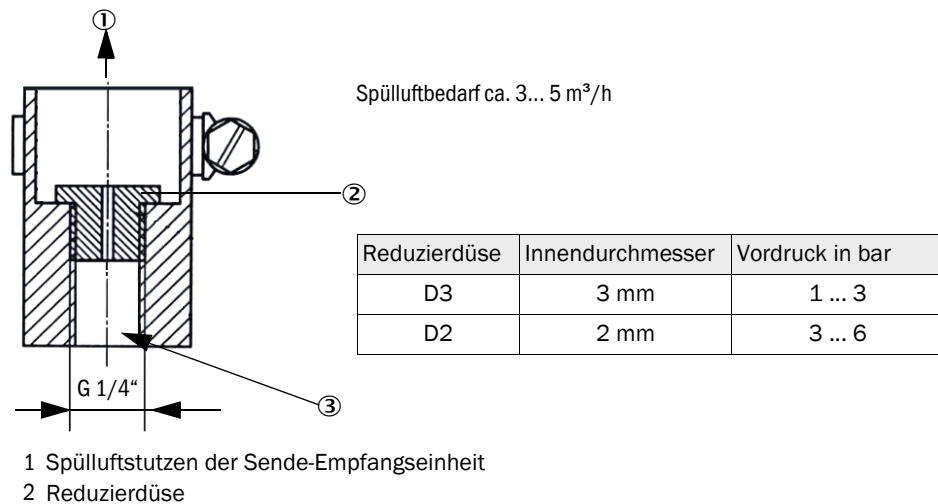 ①
Spülluftbedarf ca. 3... 5 m³/h
②
Reduzierdüse Innendurchmesser Vordruck in bar
D3 3 mm 1 ... 3
D2 2 mm 3 ... 6
G 1/4“
③
1 Spülluftstutzen der Sende-Empfangseinheit
2 Reduzierdüse